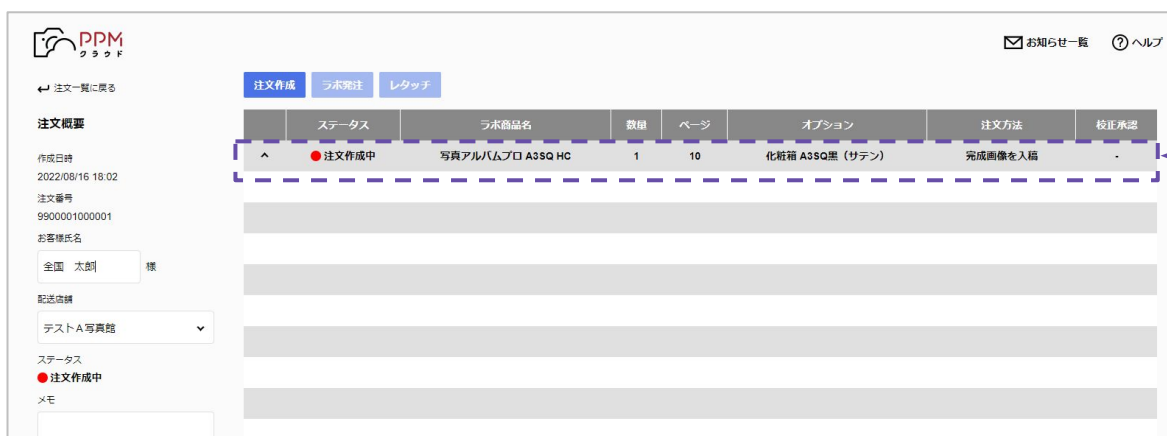 PPM
クラウド
お知らせ一覧 ? ヘルプ
注文一覧に戻る
注文作成 ラボ発注 レタッチ
注文概要
ステータス ラボ商品名 数量 ページ オプション 注文方法 校正承認
注文作成中 写真アルバムプロ A3SQ HC 1 10 化粧箱 A3SQ黒（サテン） 完成画像を入稿 -
作成日時
2022/08/16 18:02
注文番号
9900001000001
お客様氏名
全国 太郎 様
配送店舗
テストA写真館
ステータス
注文作成中
メモ